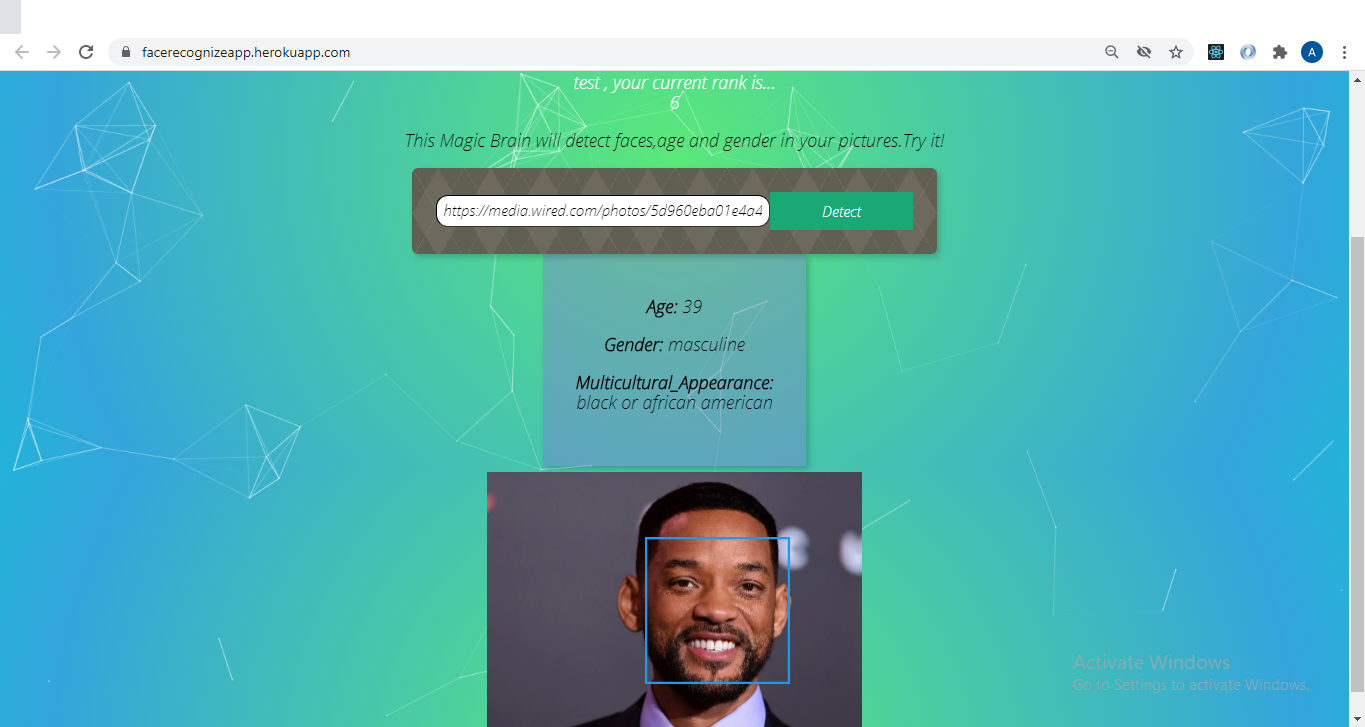 facerecognizeapp.herokuapp.com
A
test , your current rank is...
6
This Magic Brain will detect faces,age and gender in your pictures.Try it!
https://media.wired.com/photos/5d960eba01e4a4
Detect
Age: 39
Gender: masculine
Multicultural_Appearance:
black or african american
Activate Windows
Go to Settings to activate Windows.